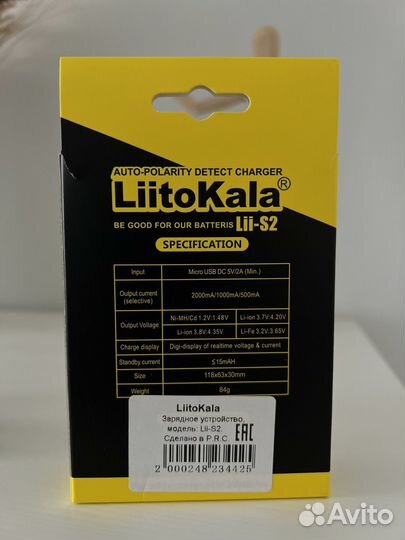 AUTO-POLARITY DETECT CHARGER
LiitoKala®
BE GOOD FOR OUR BATTERIS Lii-S2
SPECIFICATION
Input Micro USB DC 5V/2A (Min.)
Output current (selective) 2000mA/1000mA/500mA
Output Voltage Ni-MH/Cd 1.2V:1.48V Li-ion 3.7V:4.20V
Li-ion 3.8V:4.35V Li-Fe 3.2V:3.65V
Charge display Digi-display of realtime voltage & current
Standby current ≤15mAH
Size 118x63x30mm
Weight 84g
LiitoKala
Зарядное устройство,
модель: Lii-S2.
Сделано в P.R.C. EAC
2 000248 234425
Avito